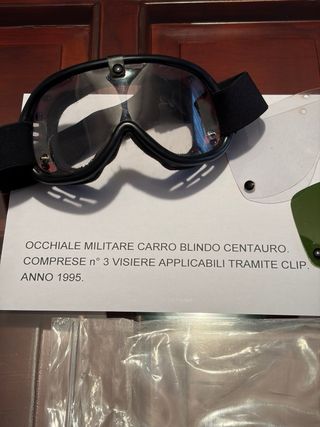 OCCHIALE MILITARE CARRO BLINDO CENTAURO.
COMPRESE n° 3 VISIERE APPLICABILI TRAMITE CLIP.
ANNO 1995.